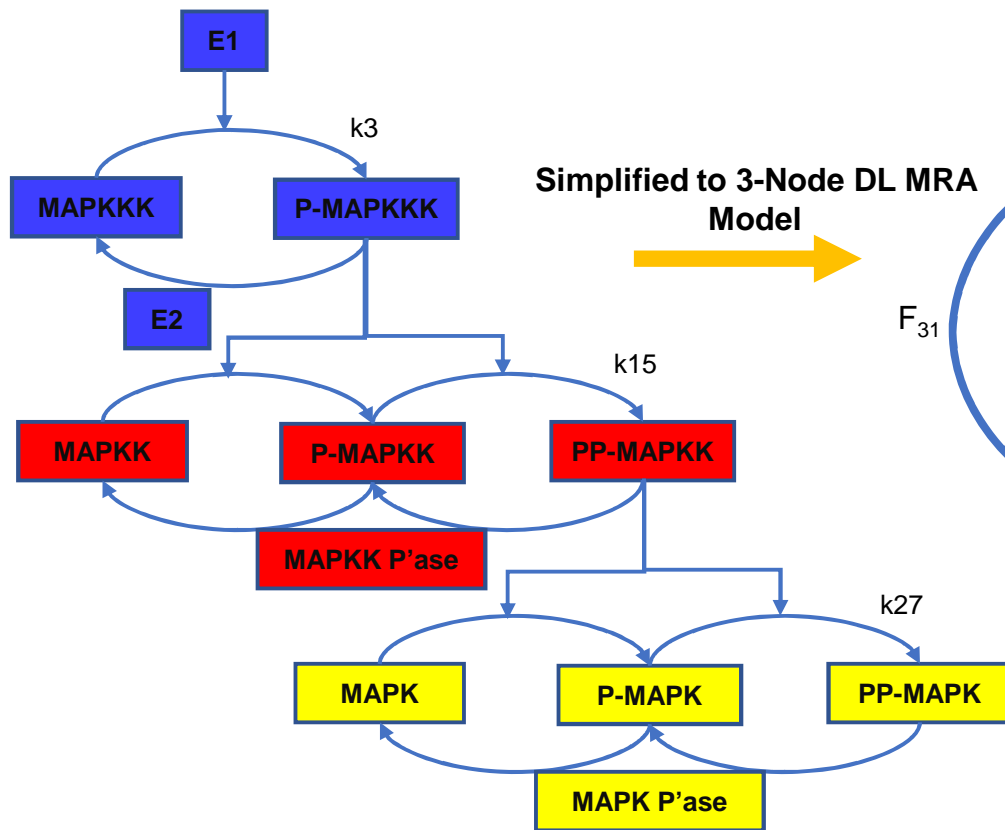 E1
k3
MAPKKK
P-MAPKKK
Simplified to 3-Node DL MRA
Model
F31
E2
k15
MAPKK
P-MAPKK
PP-MAPKK
MAPKK P’ase
k27
MAPK
P-MAPK
PP-MAPK
MAPK P’ase